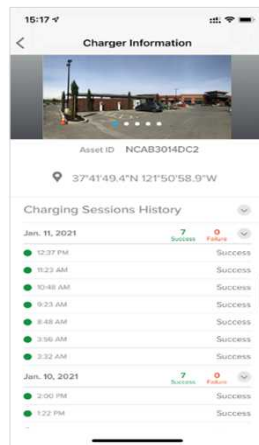 15:17
Charger Information
Asset ID NCAB3014DC2
37°41'49.4"N 121°50'58.9"W
Charging Sessions History
Jan. 11, 2021 7 Success 0 Failure
12:37 PM Success
11:23 AM Success
10:48 AM Success
9:23 AM Success
8:48 AM Success
3:56 AM Success
2:32 AM Success
Jan. 10, 2021 7 Success 0 Failure
2:00 PM Success
1:22 PM Success